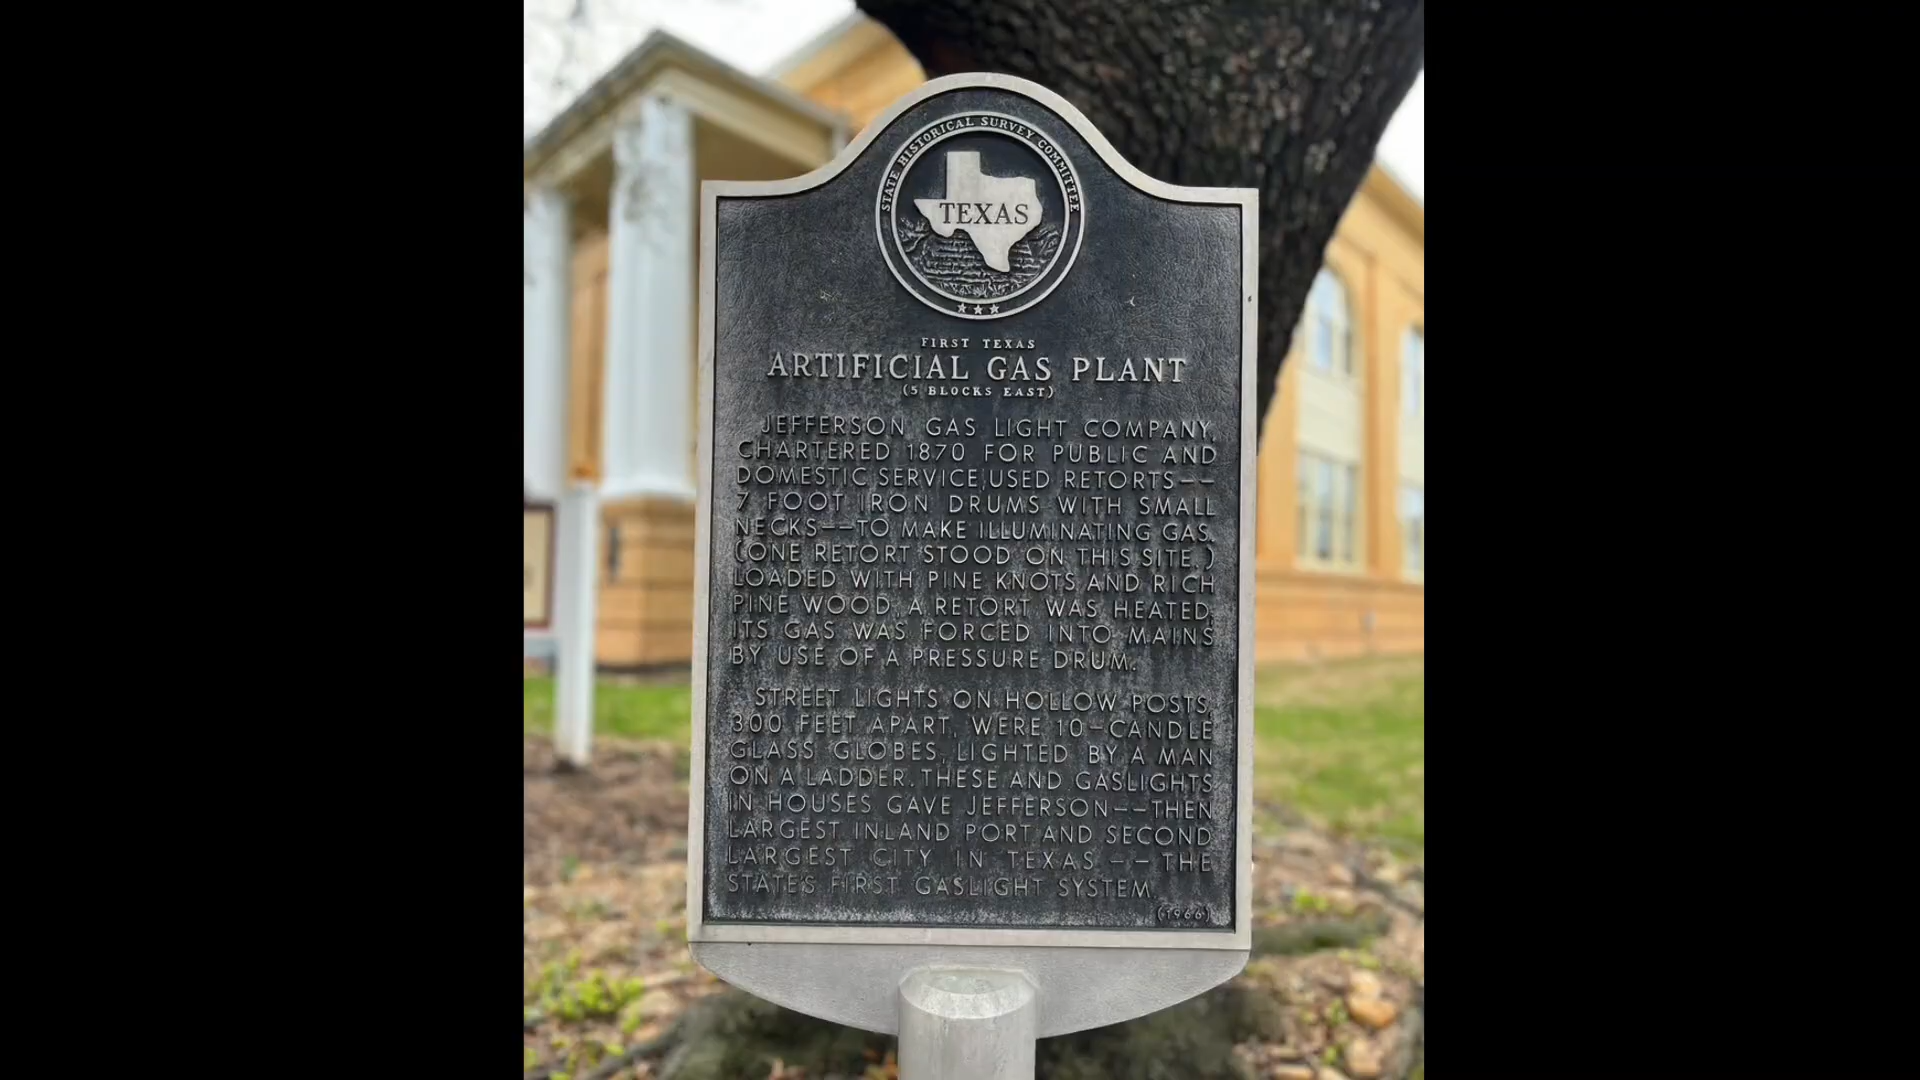 STATE HISTORICAL SURVEY COMMITTEE
TEXAS
FIRST TEXAS
ARTIFICIAL GAS PLANT
(5 BLOCKS EAST)
JEFFERSON GAS LIGHT COMPANY,
CHARTERED 1870 FOR PUBLIC AND
DOMESTIC SERVICE, USED RETORTS--
7 FOOT IRON DRUMS WITH SMALL
NECKS--TO MAKE ILLUMINATING GAS.
(ONE RETORT STOOD ON THIS SITE.)
LOADED WITH PINE KNOTS AND RICH
PINE WOOD, A RETORT WAS HEATED,
ITS GAS WAS FORCED INTO MAINS
BY USE OF A PRESSURE DRUM.
STREET LIGHTS ON HOLLOW POSTS,
300 FEET APART, WERE 10-CANDLE
GLASS GLOBES, LIGHTED BY A MAN
ON A LADDER. THESE AND GASLIGHTS
IN HOUSES GAVE JEFFERSON--THEN
LARGEST INLAND PORT AND SECOND
LARGEST CITY IN TEXAS -- THE
STATE'S FIRST GASLIGHT SYSTEM.
(1966)